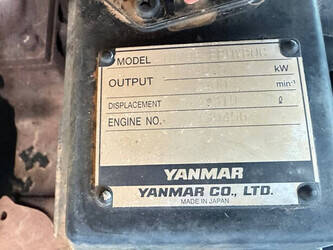 MODEL
OUTPUT kW
min⁻¹
DISPLACEMENT ℓ
ENGINE NO.
YANMAR
YANMAR CO., LTD.
MADE IN JAPAN